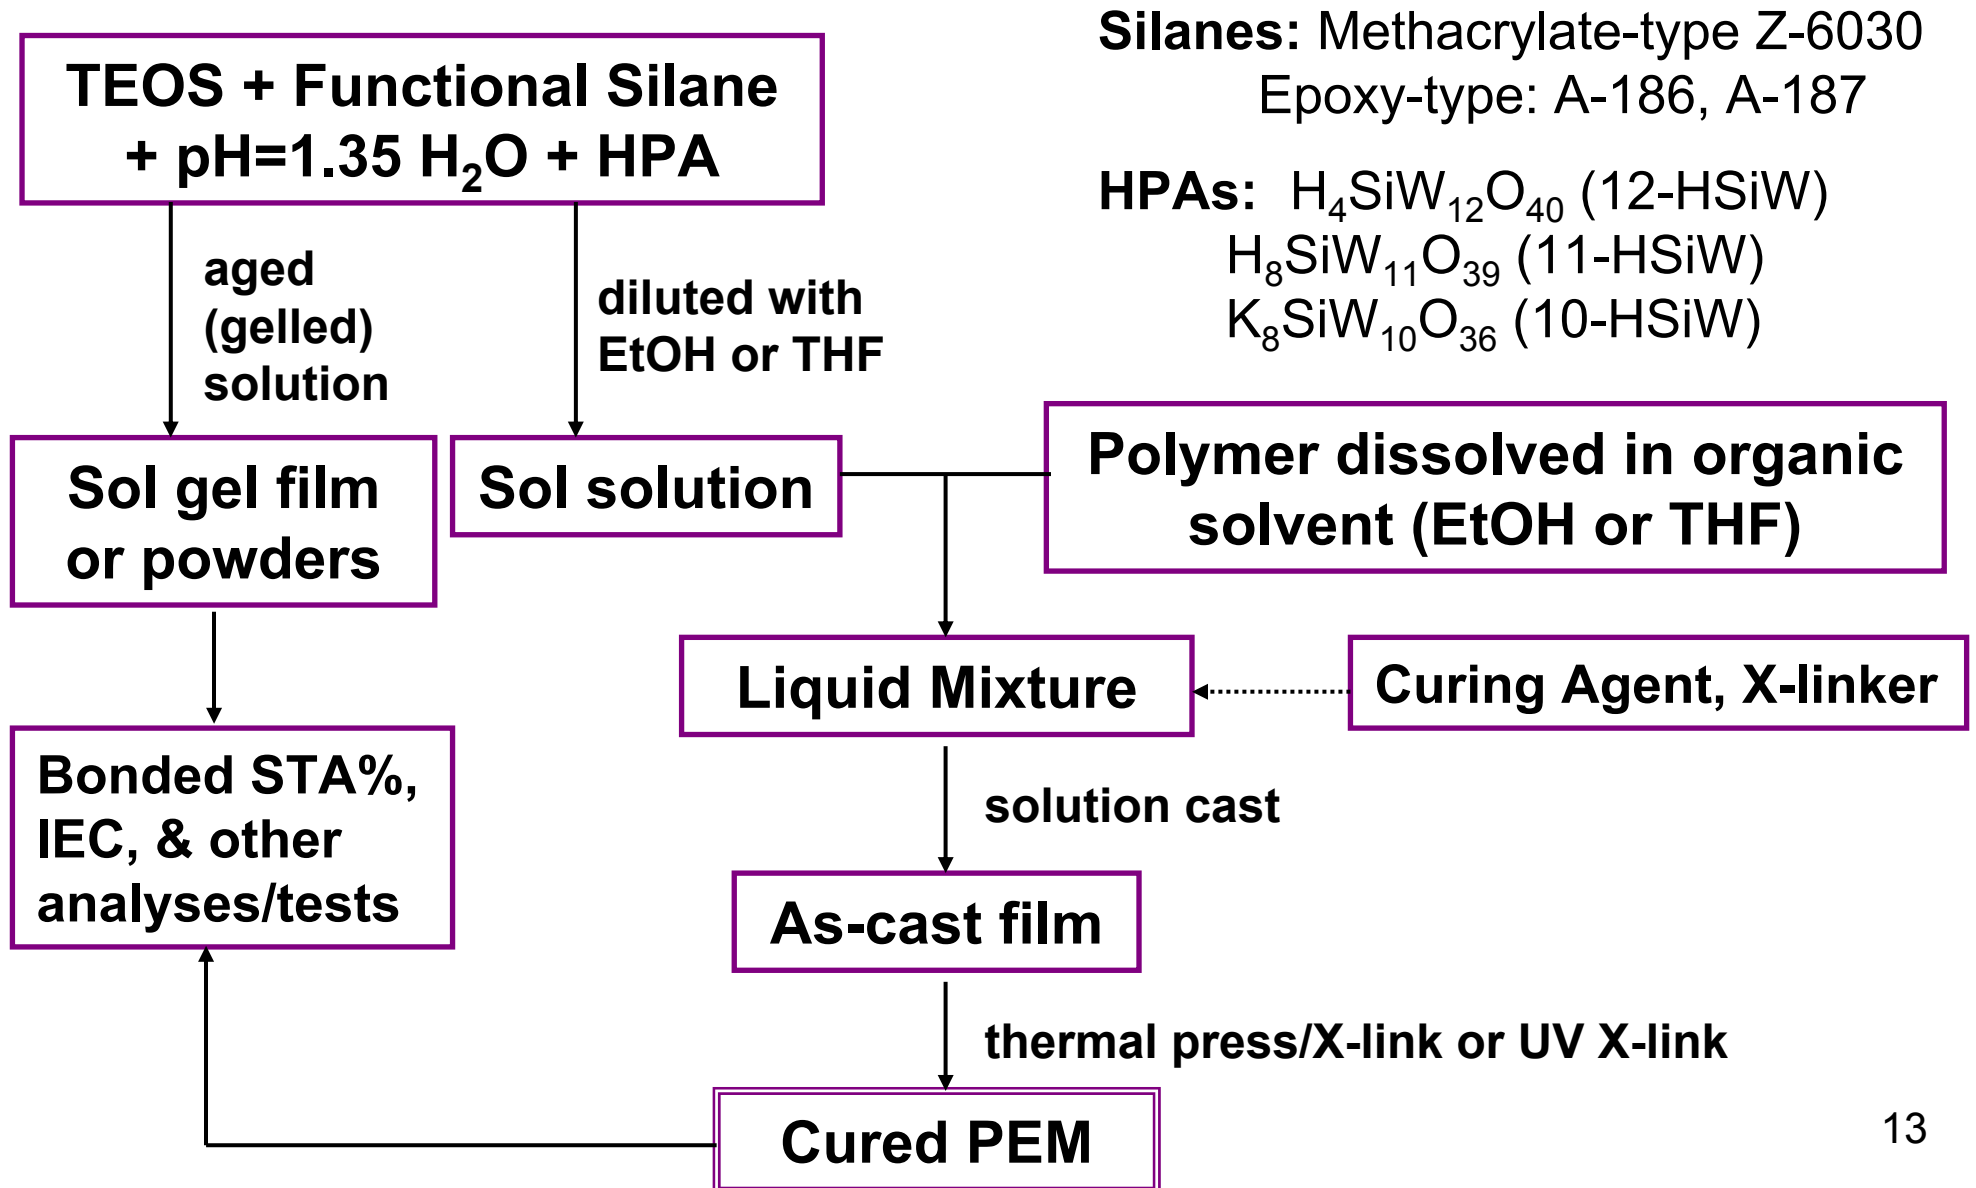 TEOS + Functional Silane
+ pH=1.35 H₂O + HPA
Silanes: Methacrylate-type Z-6030
Epoxy-type: A-186, A-187
HPAs: H₄SiW₁₂O₄₀ (12-HSiW)
H₈SiW₁₁O₃₉ (11-HSiW)
K₈SiW₁₀O₃₆ (10-HSiW)
aged
(gelled)
solution
diluted with
EtOH or THF
Sol gel film
or powders
Sol solution
Polymer dissolved in organic
solvent (EtOH or THF)
Liquid Mixture
Curing Agent, X-linker
Bonded STA%,
IEC, & other
analyses/tests
solution cast
As-cast film
thermal press/X-link or UV X-link
Cured PEM
13